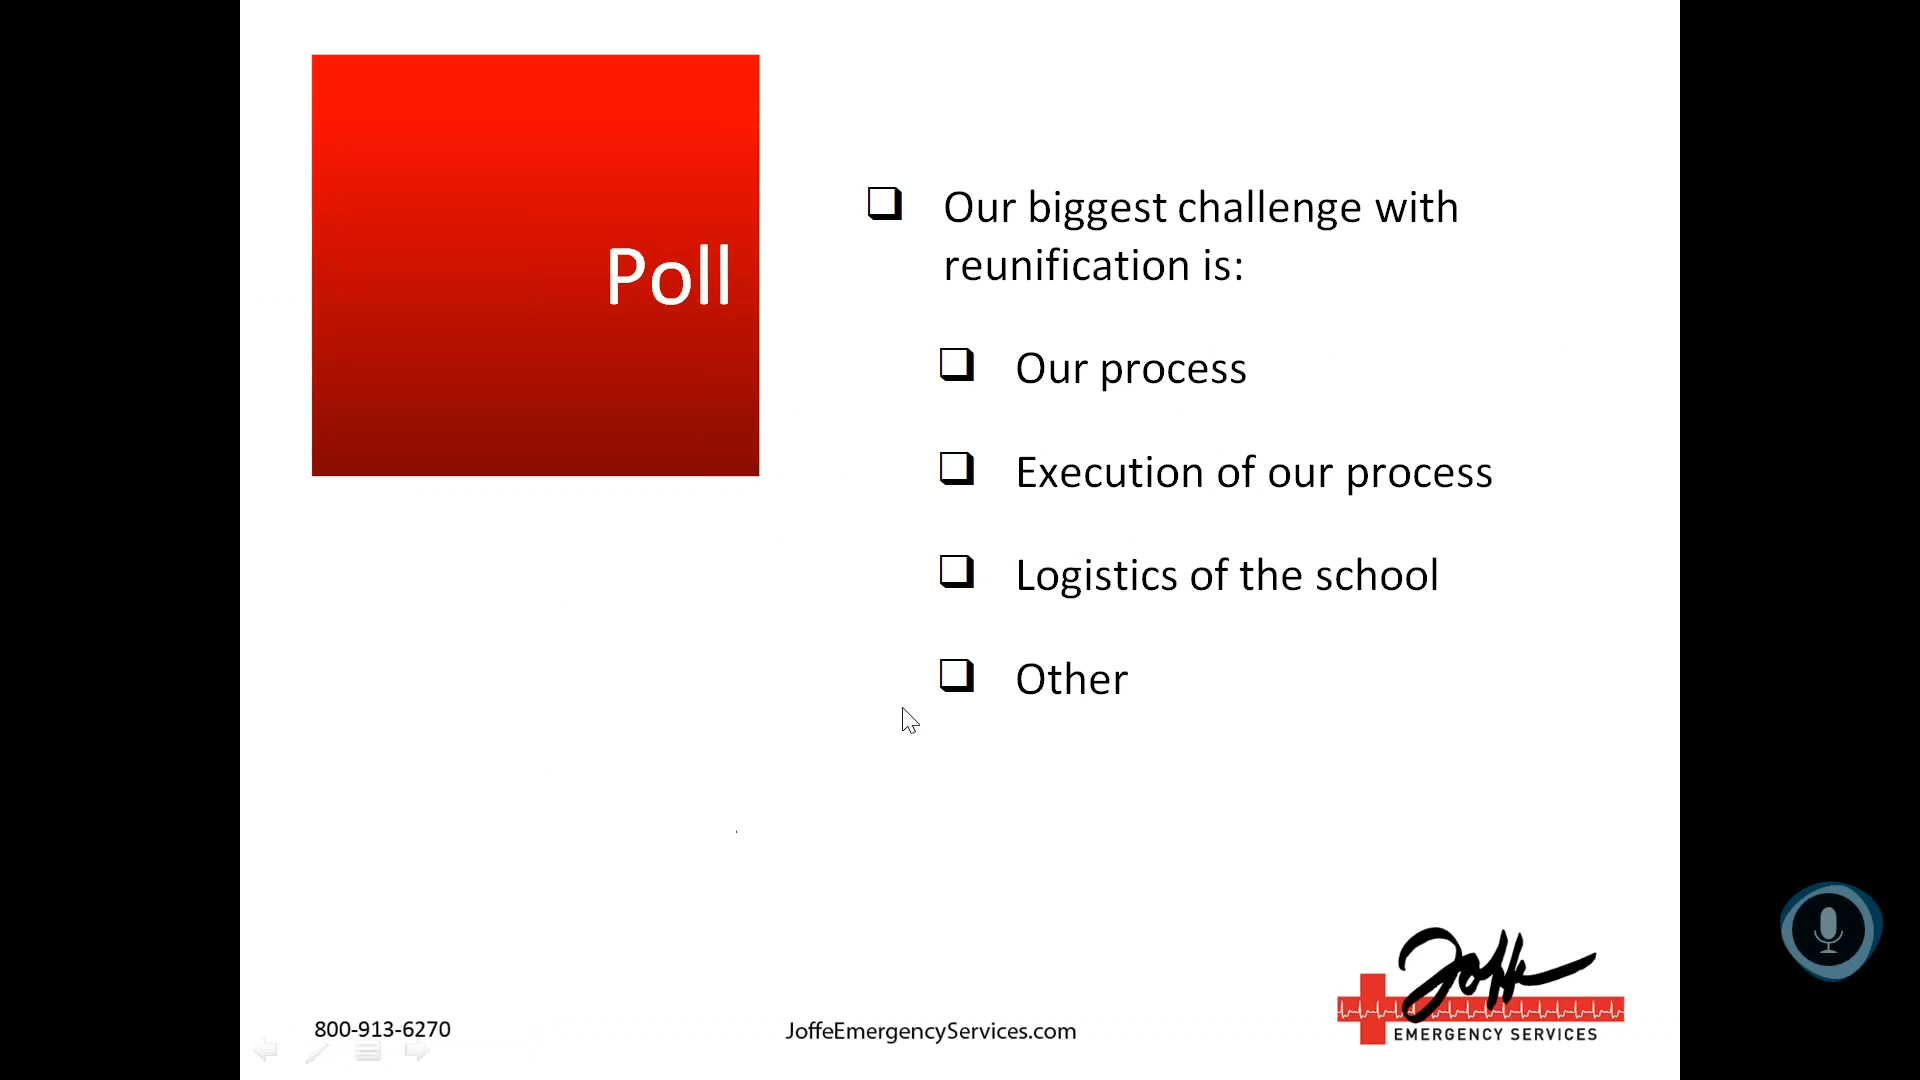 Poll
Our biggest challenge with
reunification is:
Our process
Execution of our process
Logistics of the school
Other
800-913-6270
JoffeEmergencyServices.com
Joffe
EMERGENCY SERVICES